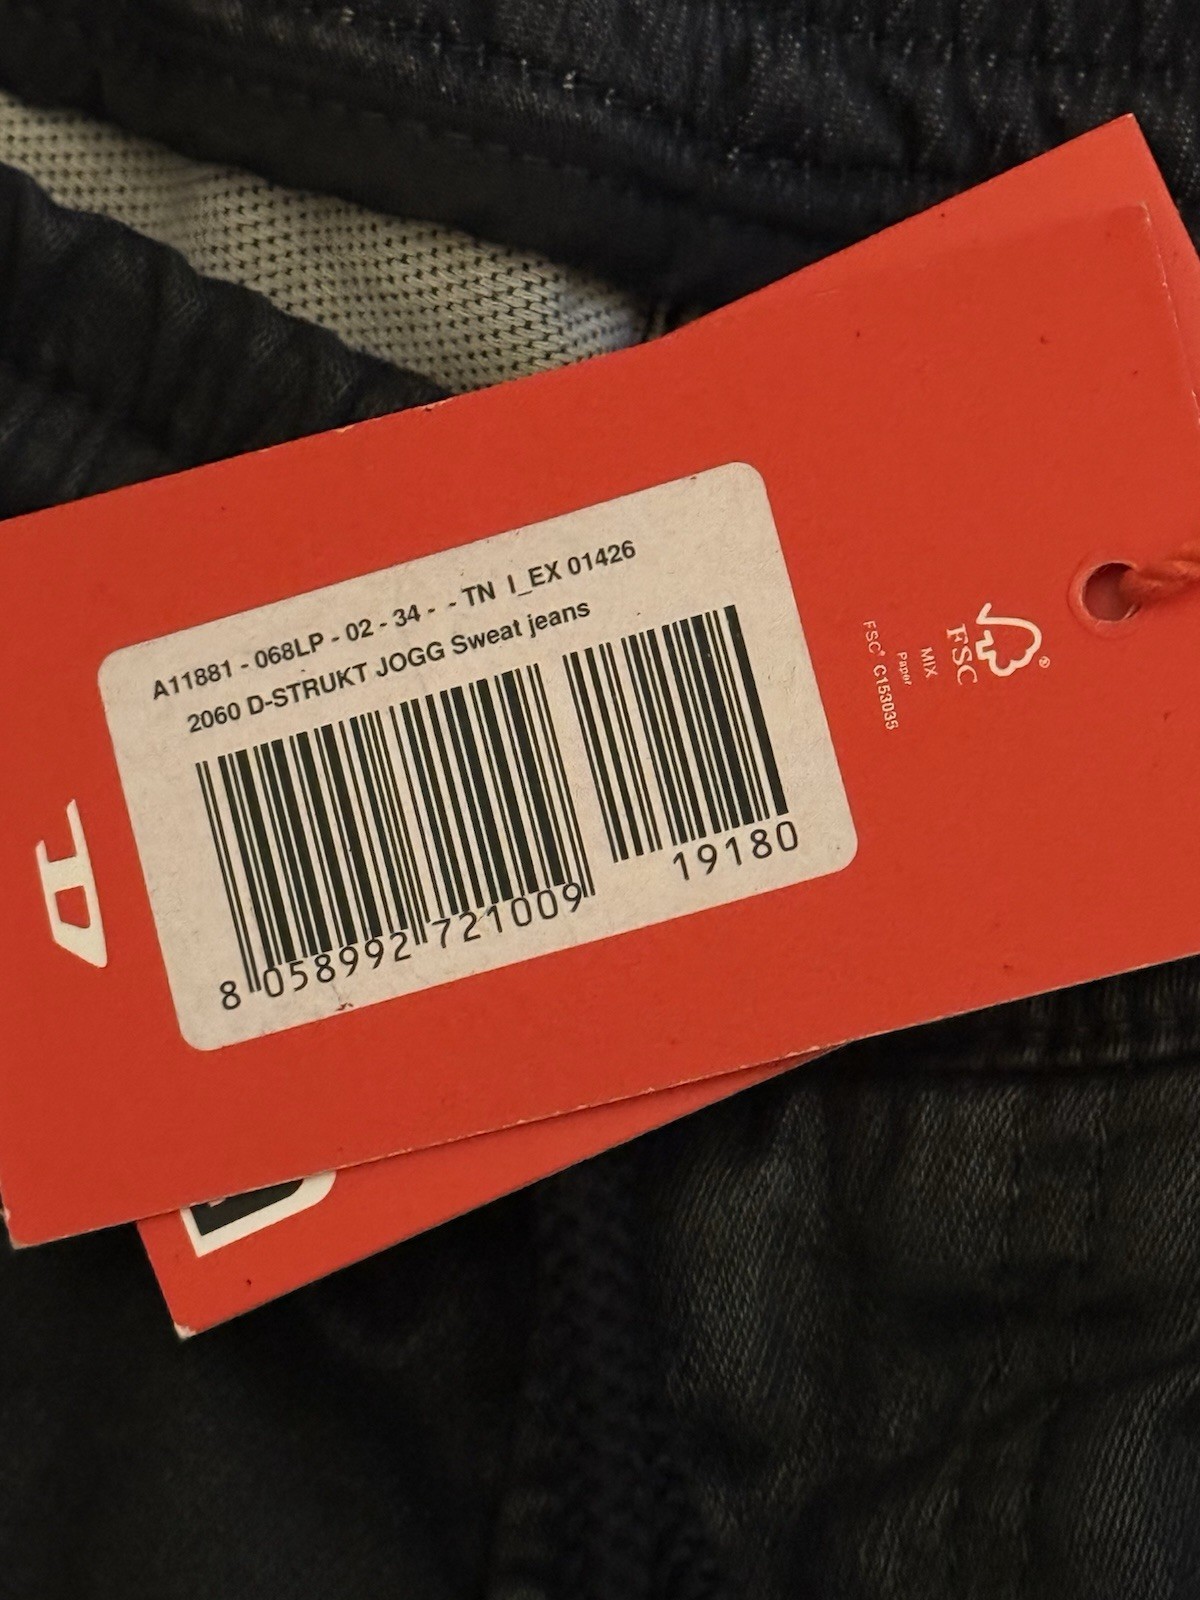 A11881 - 068LP - 02 - 34 - - TN I_EX 01426
2060 D-STRUKT JOGG Sweat jeans
19180
8 058992 721009
FSC®
MIX
Paper
FSC® C153035
D